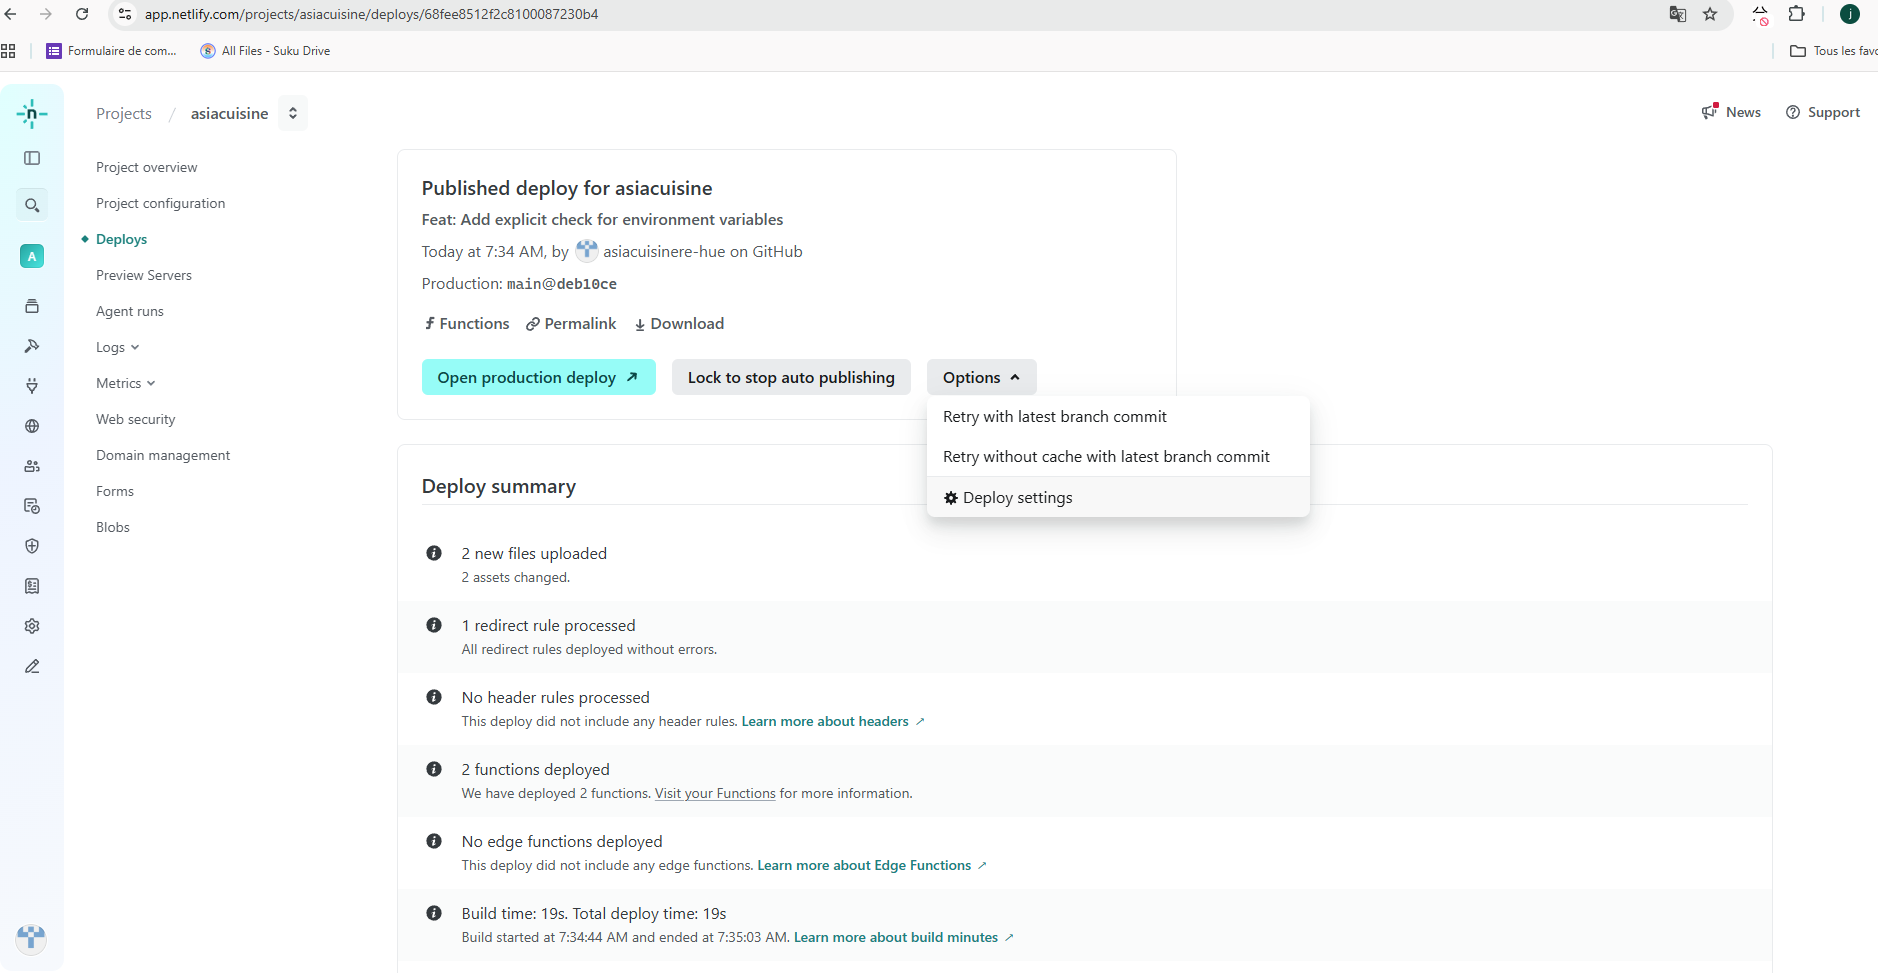 app.netlify.com/projects/asiacuisine/deploys/68fee8512f2c8100087230b4
j
Formulaire de com...
All Files - Suku Drive
Tous les favo
n
Projects / asiacuisine
News
Support
A
Project overview
Project configuration
Deploys
Preview Servers
Agent runs
Logs
Metrics
Web security
Domain management
Forms
Blobs
Published deploy for asiacuisine
Feat: Add explicit check for environment variables
Today at 7:34 AM, by asiacuisinere-hue on GitHub
Production: main@deb10ce
Functions Permalink Download
Open production deploy
Lock to stop auto publishing
Options
Retry with latest branch commit
Retry without cache with latest branch commit
Deploy settings
Deploy summary
2 new files uploaded
2 assets changed.
1 redirect rule processed
All redirect rules deployed without errors.
No header rules processed
This deploy did not include any header rules. Learn more about headers ↗
2 functions deployed
We have deployed 2 functions. Visit your Functions for more information.
No edge functions deployed
This deploy did not include any edge functions. Learn more about Edge Functions ↗
Build time: 19s. Total deploy time: 19s
Build started at 7:34:44 AM and ended at 7:35:03 AM. Learn more about build minutes ↗